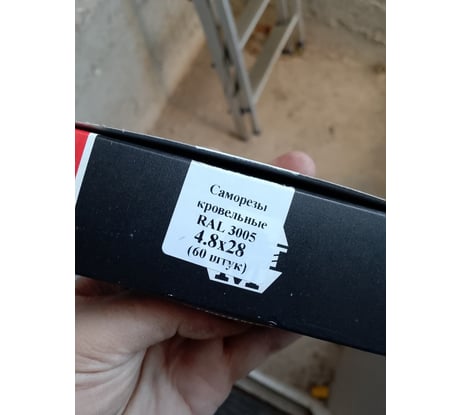 Саморезы
кровельные
RAL 3005
4.8x28
(60 штук)